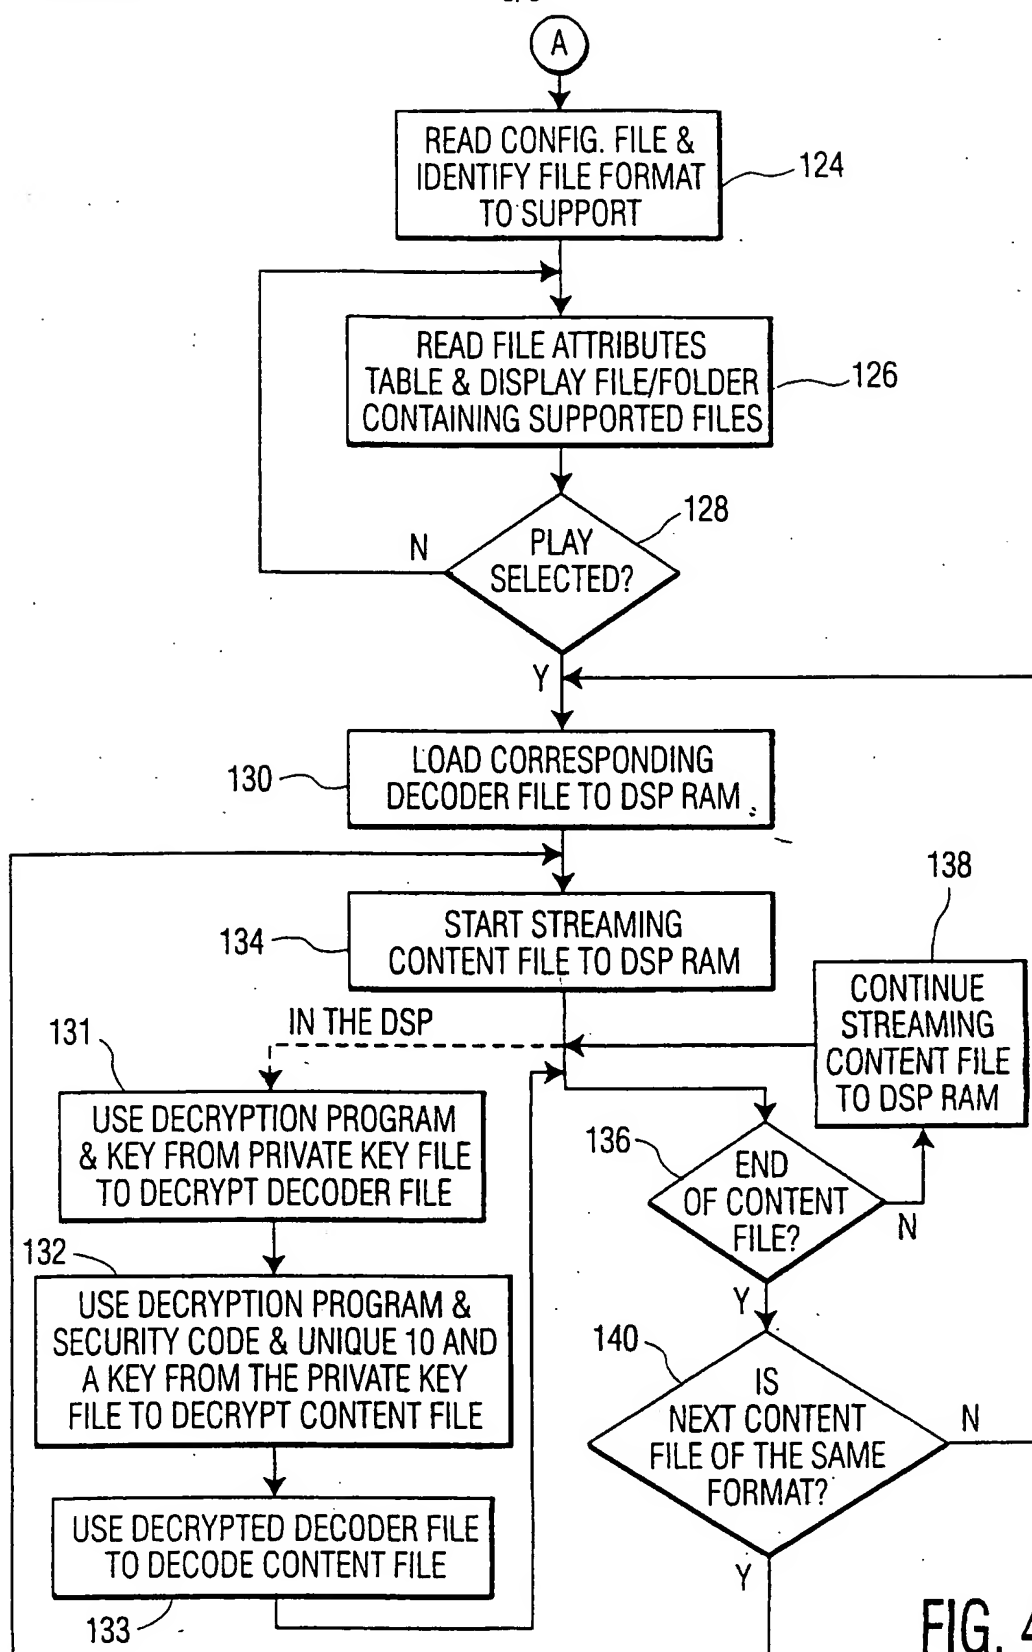 A
READ CONFIG. FILE &
IDENTIFY FILE FORMAT
TO SUPPORT
124
READ FILE ATTRIBUTES
TABLE & DISPLAY FILE/FOLDER
CONTAINING SUPPORTED FILES
126
PLAY
SELECTED?
128
N
Y
LOAD CORRESPONDING
DECODER FILE TO DSP RAM
130
START STREAMING
CONTENT FILE TO DSP RAM
134
138
CONTINUE
STREAMING
CONTENT FILE
TO DSP RAM
IN THE DSP
131
USE DECRYPTION PROGRAM
& KEY FROM PRIVATE KEY FILE
TO DECRYPT DECODER FILE
136
END
OF CONTENT
FILE?
N
Y
132
USE DECRYPTION PROGRAM &
SECURITY CODE & UNIQUE 10 AND
A KEY FROM THE PRIVATE KEY
FILE TO DECRYPT CONTENT FILE
140
IS
NEXT CONTENT
FILE OF THE SAME
FORMAT?
N
Y
USE DECRYPTED DECODER FILE
TO DECODE CONTENT FILE
133
FIG. 4